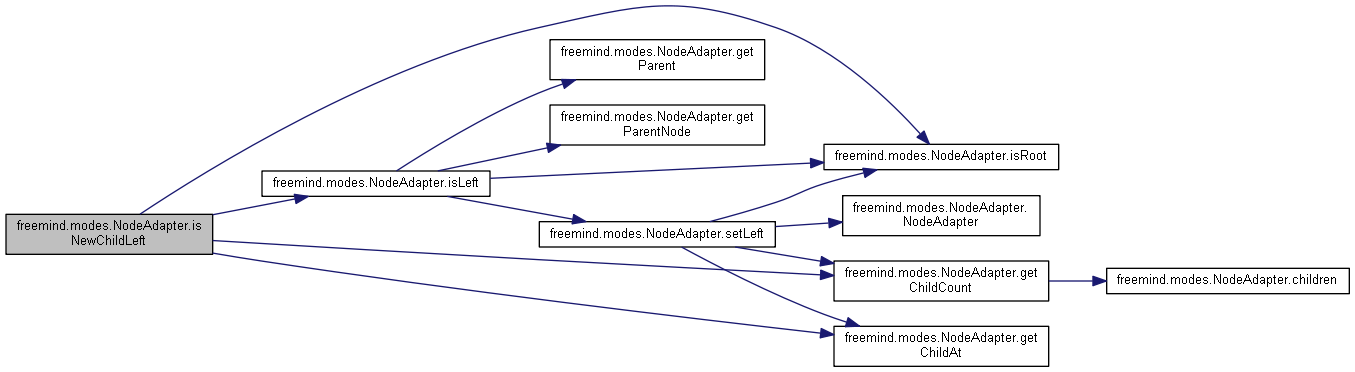 freemind.modes.NodeAdapter.is
NewChildLeft
freemind.modes.NodeAdapter.isLeft
freemind.modes.NodeAdapter.get
Parent
freemind.modes.NodeAdapter.get
ParentNode
freemind.modes.NodeAdapter.setLeft
freemind.modes.NodeAdapter.isRoot
freemind.modes.NodeAdapter.
NodeAdapter
freemind.modes.NodeAdapter.get
ChildCount
freemind.modes.NodeAdapter.get
ChildAt
freemind.modes.NodeAdapter.children